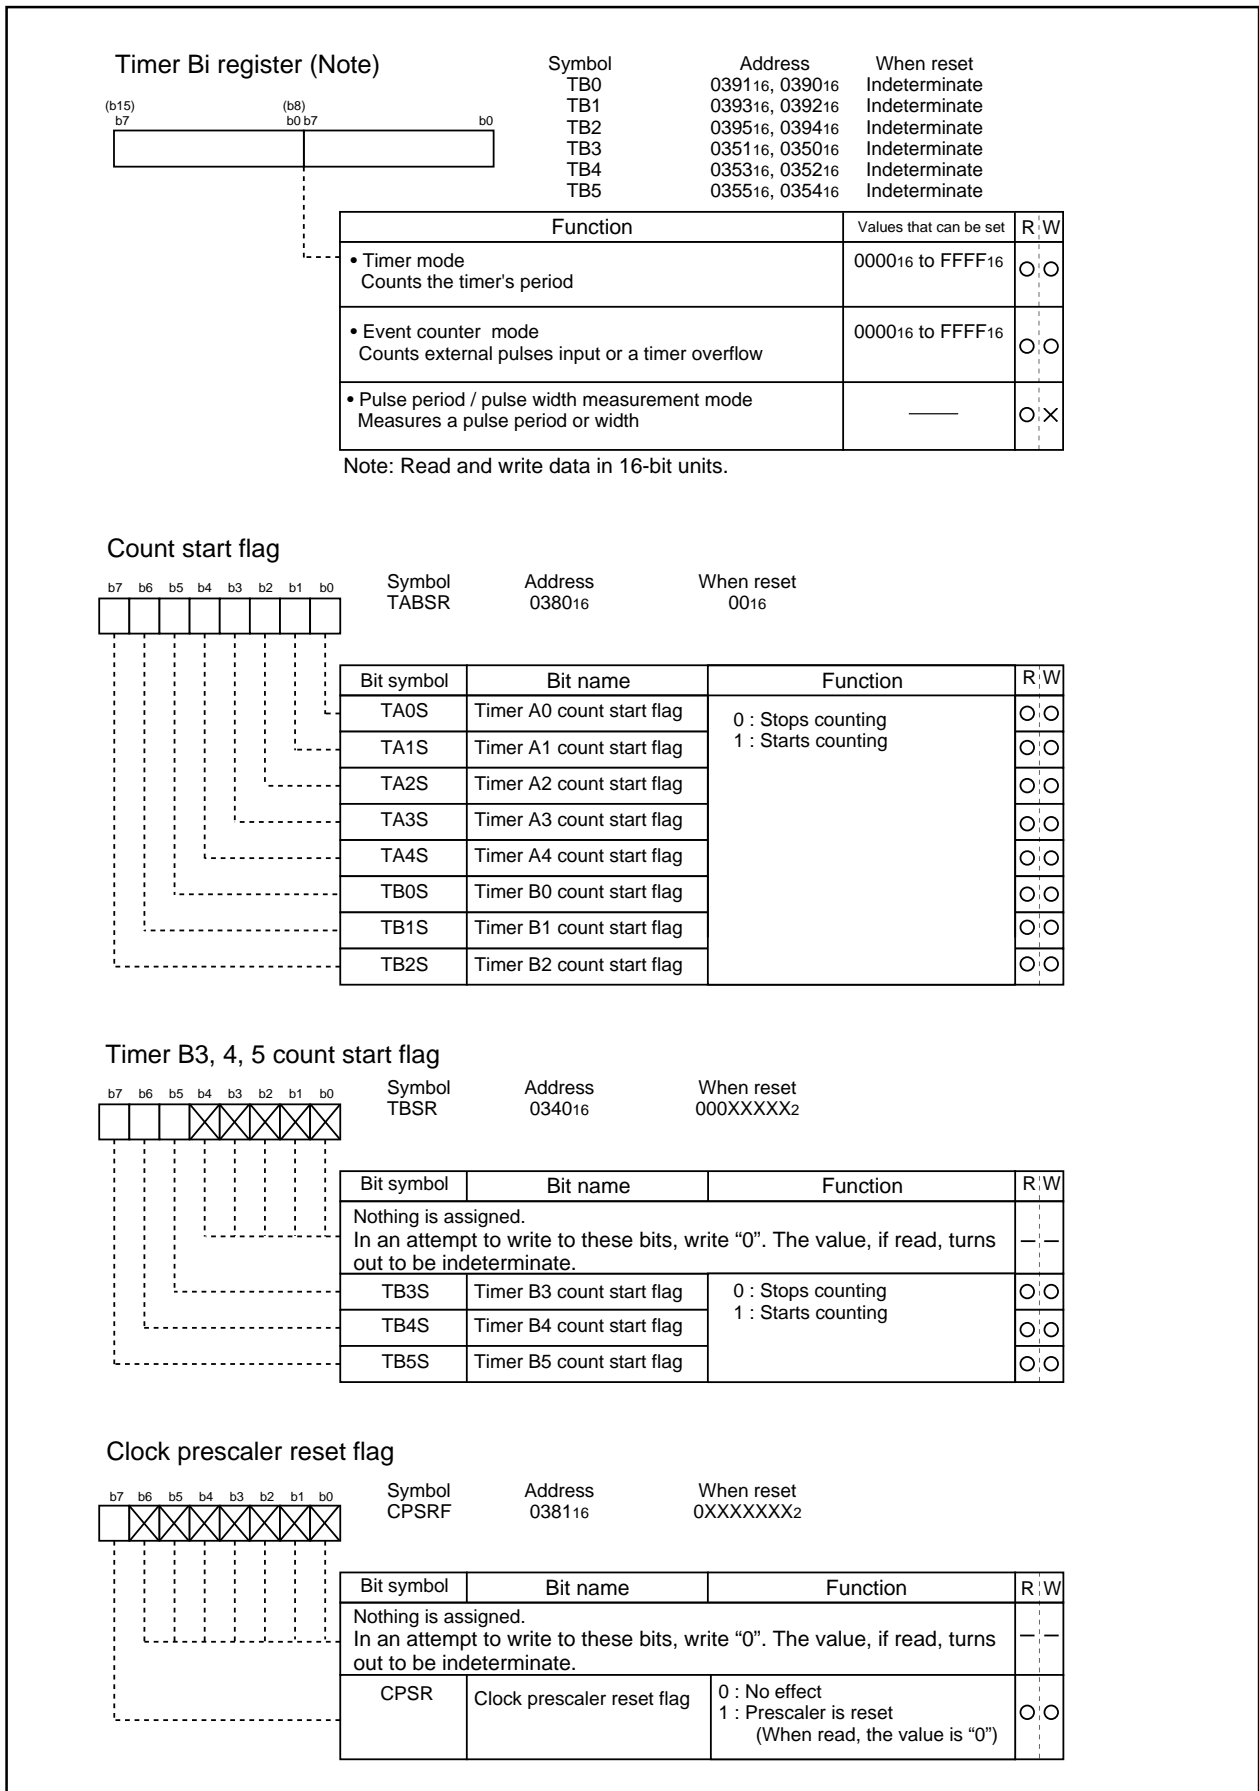 Timer Bi register (Note)
Symbol Address When reset
TB0 039116, 039016 Indeterminate
TB1 039316, 039216 Indeterminate
TB2 039516, 039416 Indeterminate
TB3 035116, 035016 Indeterminate
TB4 035316, 035216 Indeterminate
TB5 035516, 035416 Indeterminate
(b15) (b8)
b7 b0 b7 b0
Function Values that can be set R W
• Timer mode 000016 to FFFF16
Counts the timer's period
• Event counter mode 000016 to FFFF16
Counts external pulses input or a timer overflow
• Pulse period / pulse width measurement mode
Measures a pulse period or width
Note: Read and write data in 16-bit units.
Count start flag
b7 b6 b5 b4 b3 b2 b1 b0
Symbol Address When reset
TABSR 038016 0016
Bit symbol Bit name Function R W
TA0S Timer A0 count start flag 0 : Stops counting
1 : Starts counting
TA1S Timer A1 count start flag
TA2S Timer A2 count start flag
TA3S Timer A3 count start flag
TA4S Timer A4 count start flag
TB0S Timer B0 count start flag
TB1S Timer B1 count start flag
TB2S Timer B2 count start flag
Timer B3, 4, 5 count start flag
b7 b6 b5 b4 b3 b2 b1 b0
Symbol Address When reset
TBSR 034016 000XXXXX2
Bit symbol Bit name Function R W
Nothing is assigned.
In an attempt to write to these bits, write “0”. The value, if read, turns
out to be indeterminate.
TB3S Timer B3 count start flag 0 : Stops counting
1 : Starts counting
TB4S Timer B4 count start flag
TB5S Timer B5 count start flag
Clock prescaler reset flag
b7 b6 b5 b4 b3 b2 b1 b0
Symbol Address When reset
CPSRF 038116 0XXXXXXX2
Bit symbol Bit name Function R W
Nothing is assigned.
In an attempt to write to these bits, write “0”. The value, if read, turns
out to be indeterminate.
CPSR Clock prescaler reset flag 0 : No effect
1 : Prescaler is reset
(When read, the value is “0”)